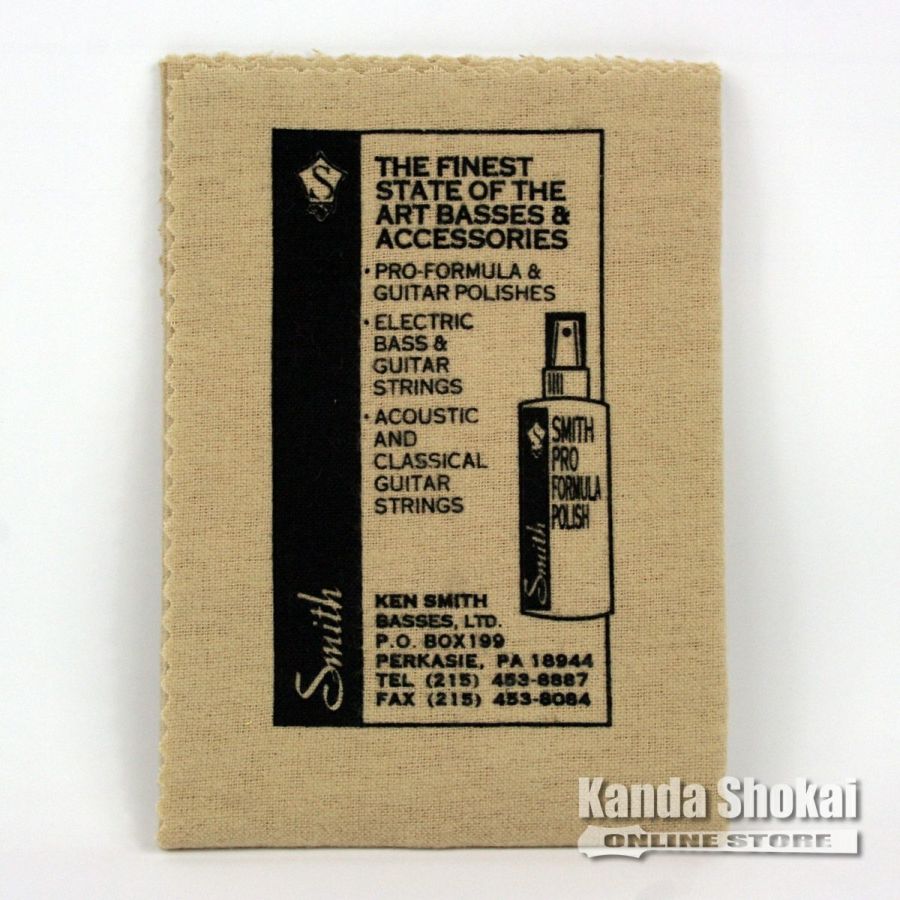 S
THE FINEST
STATE OF THE
ART BASSES &
ACCESSORIES
• PRO-FORMULA &
GUITAR POLISHES
• ELECTRIC
BASS &
GUITAR
STRINGS
• ACOUSTIC
AND
CLASSICAL
GUITAR
STRINGS
S
SMITH
PRO
FORMULA
POLISH
Smith
Smith
KEN SMITH
BASSES, LTD.
P.O. BOX199
PERKASIE, PA 18944
TEL (215) 453-8887
FAX (215) 453-8084
Kanda Shokai
ONLINE STORE